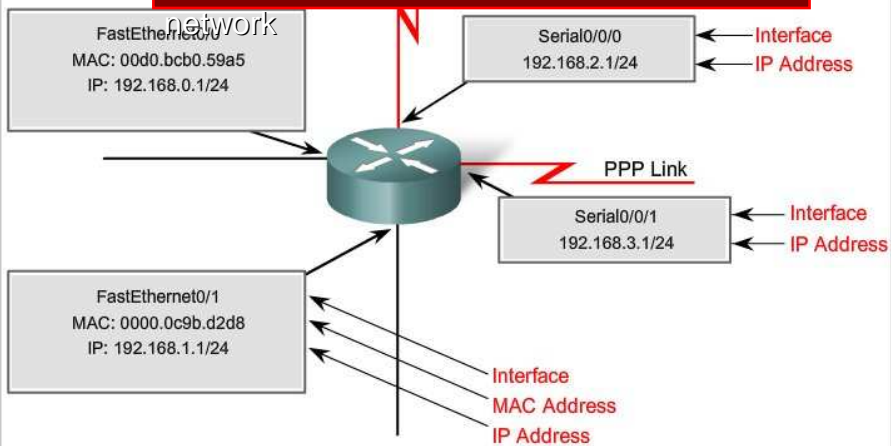 network
FastEthernet0/0
MAC: 00d0.bcb0.59a5
IP: 192.168.0.1/24
Serial0/0/0
192.168.2.1/24
Interface
IP Address
PPP Link
Serial0/0/1
192.168.3.1/24
Interface
IP Address
FastEthernet0/1
MAC: 0000.0c9b.d2d8
IP: 192.168.1.1/24
Interface
MAC Address
IP Address